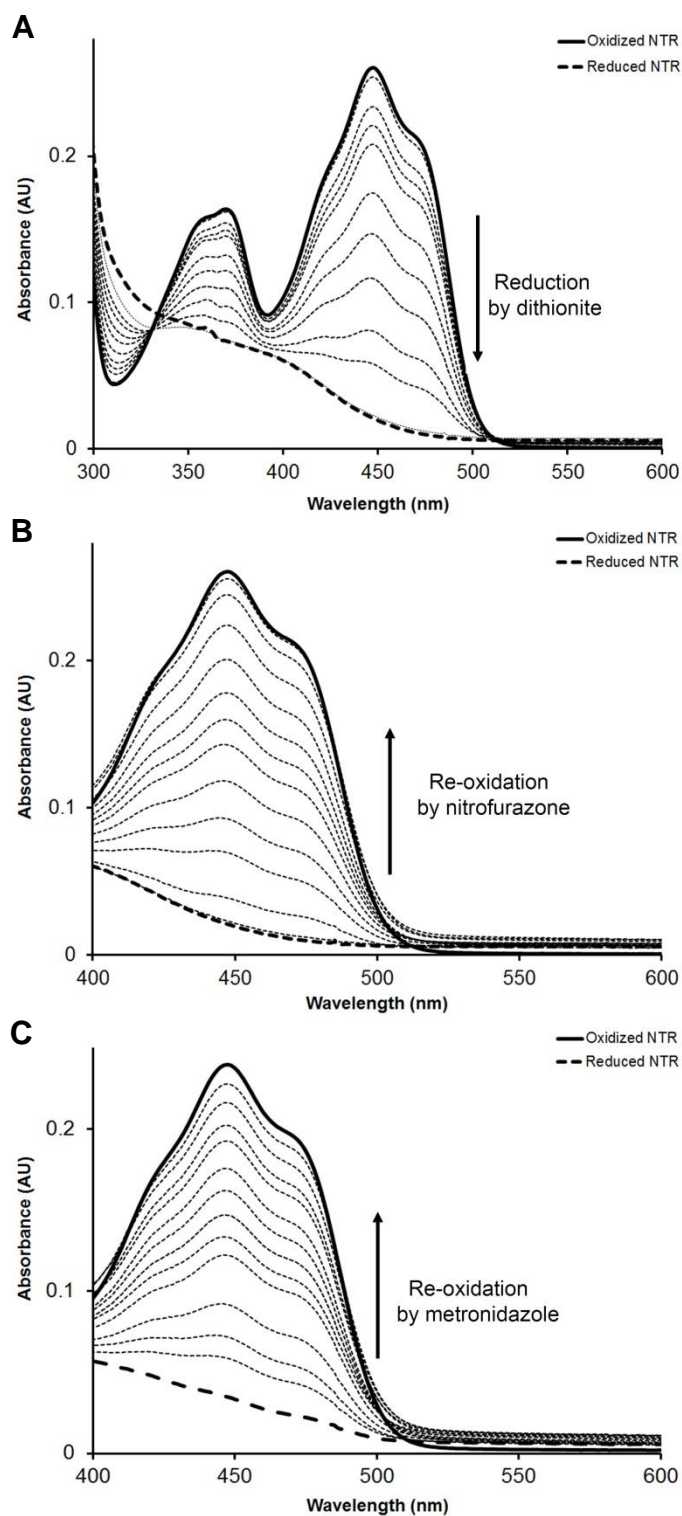 A
Oxidized NTR
Reduced NTR
0.2
0.1
0
Absorbance (AU)
Reduction
by dithionite
300 350 400 450 500 550 600
Wavelength (nm)
B
Oxidized NTR
Reduced NTR
0.2
0.1
0
Absorbance (AU)
Re-oxidation
by nitrofurazone
400 450 500 550 600
Wavelength (nm)
C
Oxidized NTR
Reduced NTR
0.2
0.1
0
Absorbance (AU)
Re-oxidation
by metronidazole
400 450 500 550 600
Wavelength (nm)